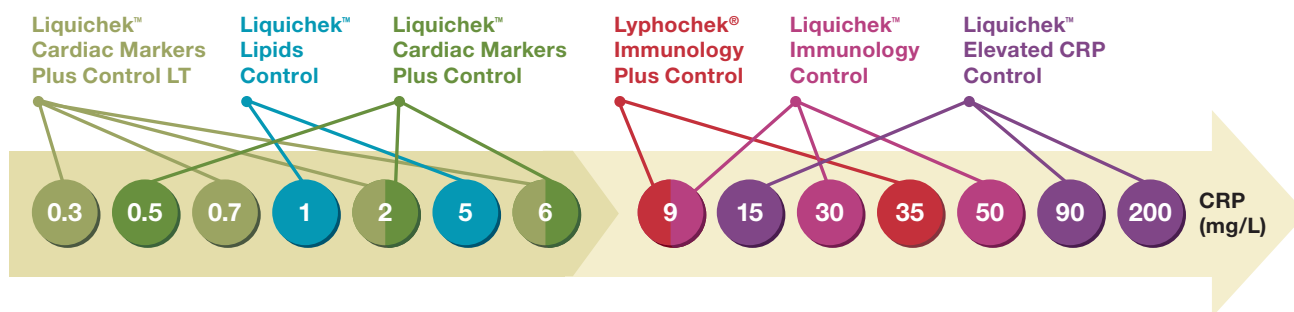 Liquichek™
Cardiac Markers
Plus Control LT
Liquichek™
Lipids
Control
Liquichek™
Cardiac Markers
Plus Control
Lyphochek®
Immunology
Plus Control
Liquichek™
Immunology
Control
Liquichek™
Elevated CRP
Control
0.3 0.5 0.7 1 2 5 6 9 15 30 35 50 90 200
CRP
(mg/L)